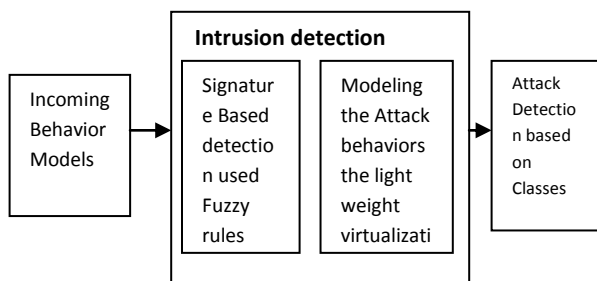 Intrusion detection
Incoming
Behavior
Models
Signatur
e Based
detectio
n used
Fuzzy
rules
Modeling
the Attack
behaviors
the light
weight
virtualizati
Attack
Detectio
n based
on
Classes